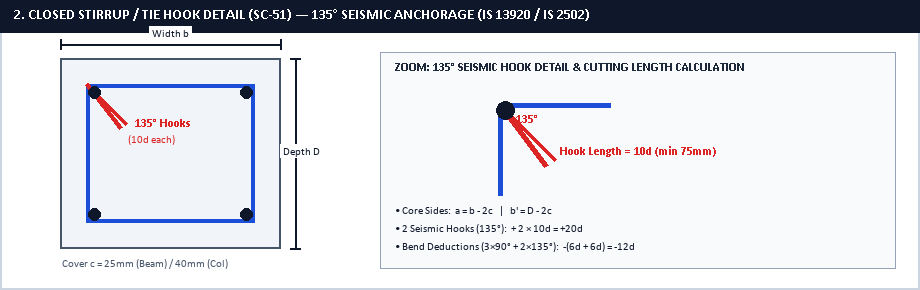 2. CLOSED STIRRUP / TIE HOOK DETAIL (SC-51) — 135° SEISMIC ANCHORAGE (IS 13920 / IS 2502)
Width b
135° Hooks
(10d each)
Depth D
Cover c = 25mm (Beam) / 40mm (Col)
ZOOM: 135° SEISMIC HOOK DETAIL & CUTTING LENGTH CALCULATION
135°
Hook Length = 10d (min 75mm)
• Core Sides: a = b - 2c | b' = D - 2c
• 2 Seismic Hooks (135°): + 2 × 10d = +20d
• Bend Deductions (3×90° + 2×135°): -(6d + 6d) = -12d